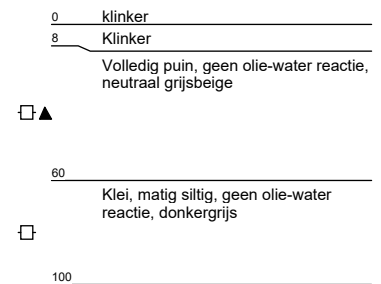 0 klinker
8 Klinker
Volledig puin, geen olie-water reactie,
neutraal grijsbeige
60
Klei, matig siltig, geen olie-water
reactie, donkergrijs
100